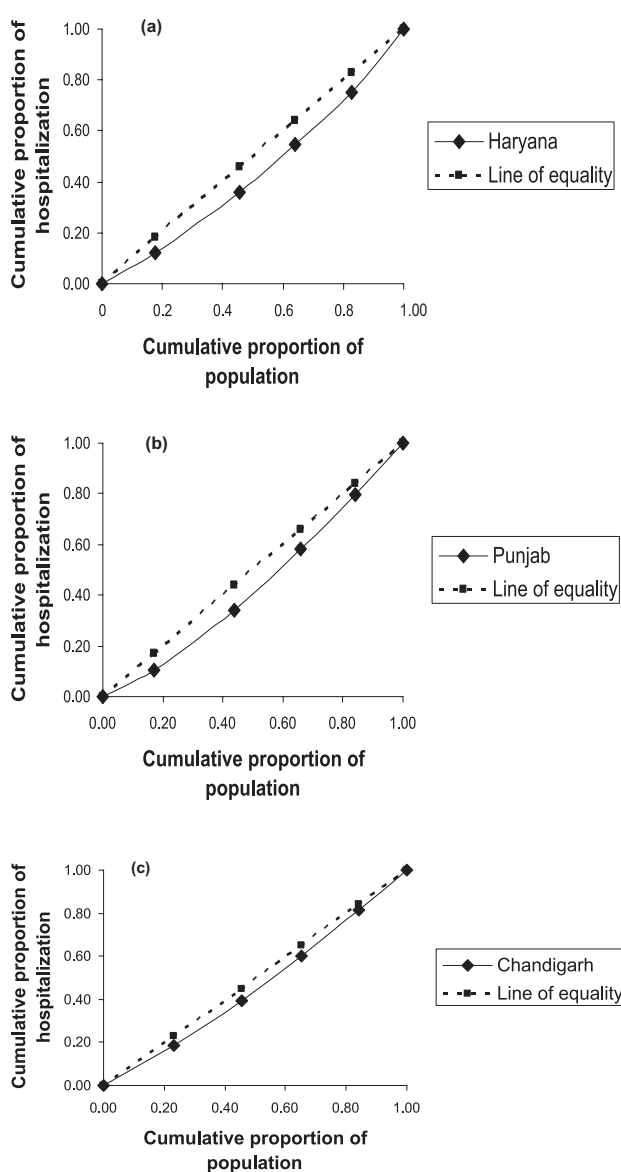 (a)
Cumulative proportion of
hospitalization
1.00
0.80
0.60
0.40
0.20
0.00
0 0.2 0.4 0.6 0.8 1.00
Cumulative proportion of
population
Haryana
Line of equality
(b)
Cumulative proportion of
hospitalization
1.00
0.80
0.60
0.40
0.20
0.00
0.00 0.20 0.40 0.60 0.80 1.00
Cumulative proportion of
population
Punjab
Line of equality
(c)
Cumulative proportion of
hospitalization
1.00
0.80
0.60
0.40
0.20
0.00
0.00 0.20 0.40 0.60 0.80 1.00
Cumulative proportion of
population
Chandigarh
Line of equality